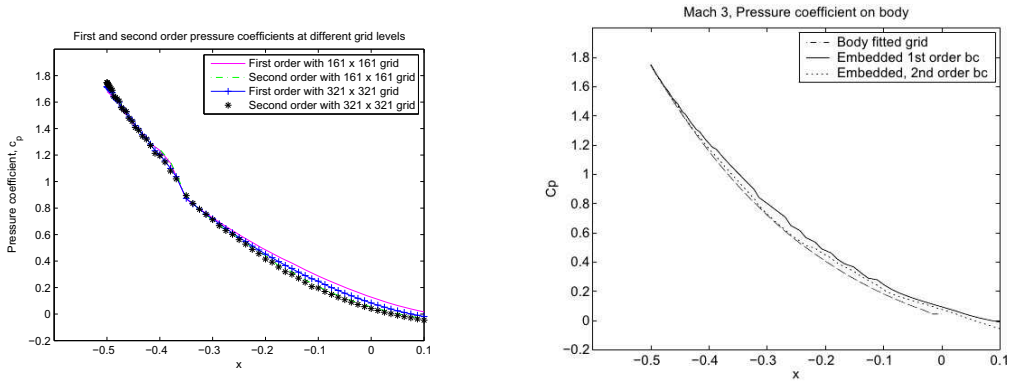 First and second order pressure coefficients at different grid levels
First order with 161 x 161 grid
Second order with 161 x 161 grid
First order with 321 x 321 grid
Second order with 321 x 321 grid
1.8
1.6
1.4
1.2
1
0.8
0.6
0.4
0.2
0
−0.2
Pressure coefficient, c_p
−0.5
−0.4
−0.3
−0.2
−0.1
0
0.1
x
Mach 3, Pressure coefficient on body
Body fitted grid
Embedded 1st order bc
Embedded, 2nd order bc
1.8
1.6
1.4
1.2
1
0.8
0.6
0.4
0.2
0
−0.2
Cp
−0.5
−0.4
−0.3
−0.2
−0.1
0
0.1
x